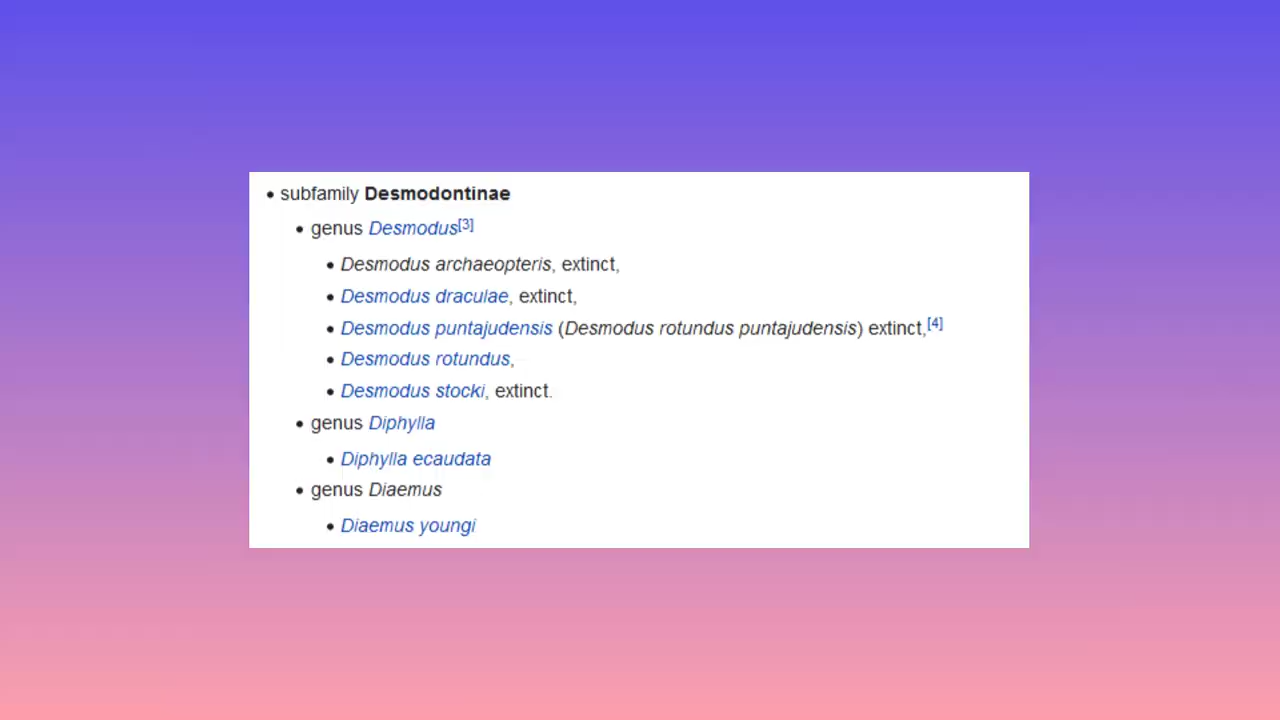 • subfamily Desmodontinae
• genus Desmodus[3]
• Desmodus archaeopteris, extinct,
• Desmodus draculae, extinct,
• Desmodus puntajudensis (Desmodus rotundus puntajudensis) extinct,[4]
• Desmodus rotundus,
• Desmodus stocki, extinct.
• genus Diphylla
• Diphylla ecaudata
• genus Diaemus
• Diaemus youngi